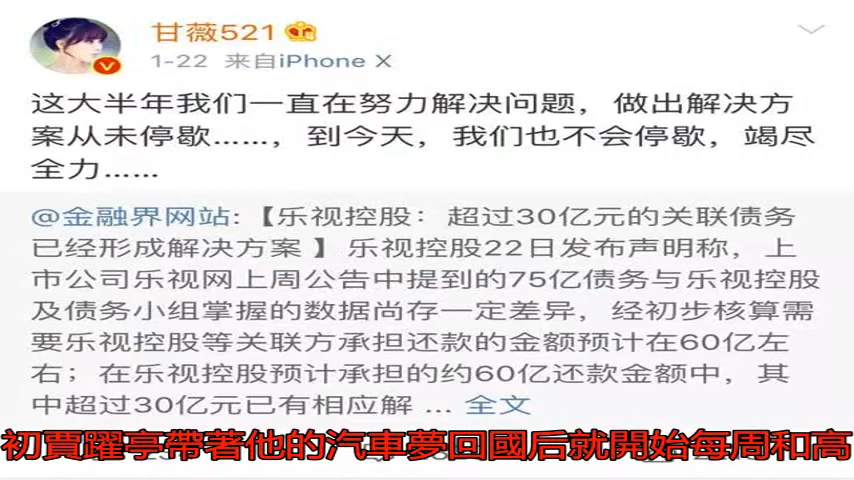 甘薇521
1-22 来自iPhone X
这大半年我们一直在努力解决问题，做出解决方
案从未停歇......，到今天，我们也不会停歇，竭尽
全力......
@金融界网站:【乐视控股：超过30亿元的关联债务
已经形成解决方案 】乐视控股22日发布声明称，上
市公司乐视网上周公告中提到的75亿债务与乐视控股
及债务小组掌握的数据尚存一定差异，经初步核算需
要乐视控股等关联方承担还款的金额预计在60亿左
右；在乐视控股预计承担的约60亿还款金额中，其
中超过30亿元已有相应解 ... 全文
初賈躍亭帶著他的汽車夢回國后就開始每周和高